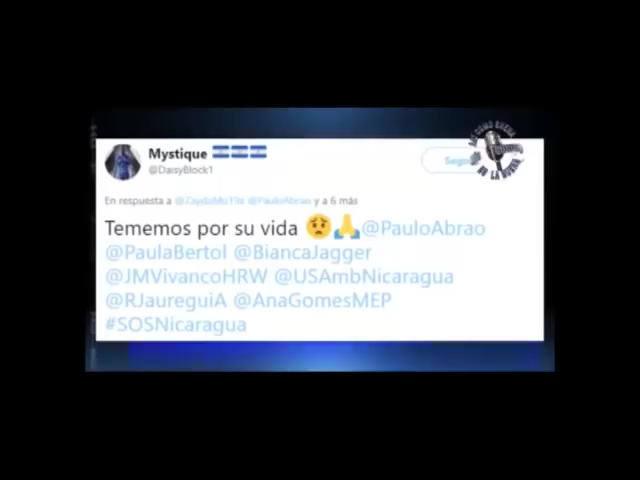 Mystique
@DaisyBlock1
En respuesta a @PauloAbrao y a 6 más
Tememos por su vida 😟🙏@PauloAbrao
@PaulaBertol @BiancaJagger
@JMVivancoHRW @USAmbNicaragua
@RJaureguiA @AnaGomesMEP
#SOSNicaragua